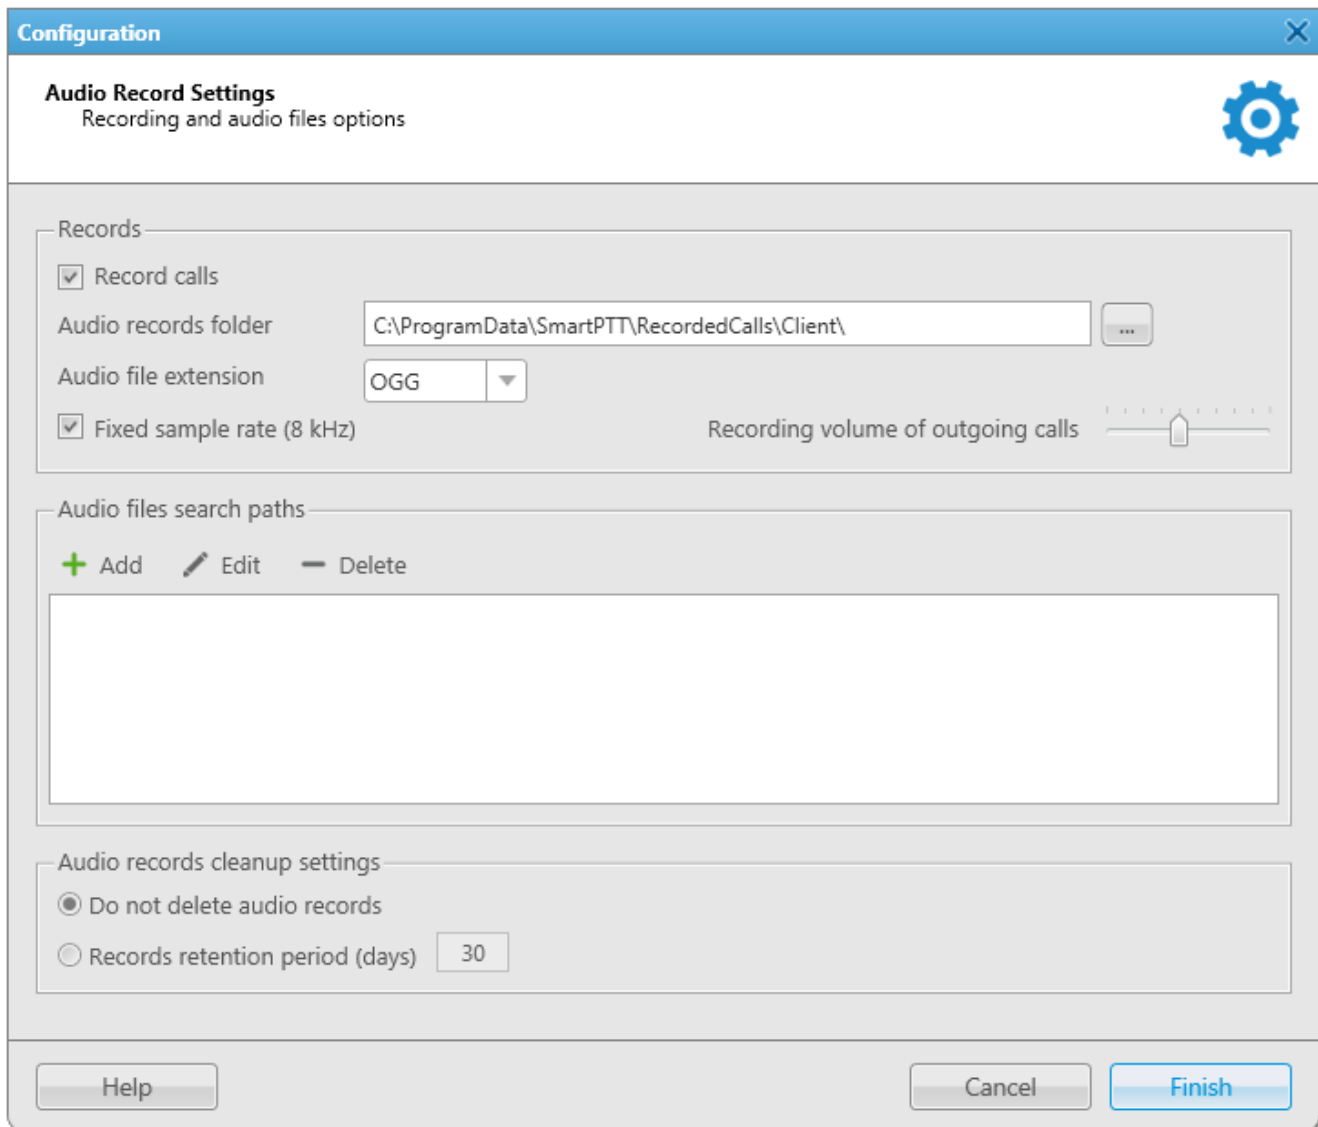 Configuration
Audio Record Settings
Recording and audio files options
Records
Record calls
Audio records folder C:\ProgramData\SmartPTT\RecordedCalls\Client\ ...
Audio file extension OGG
Fixed sample rate (8 kHz) Recording volume of outgoing calls
Audio files search paths
Add Edit Delete
Audio records cleanup settings
Do not delete audio records
Records retention period (days) 30
Help Cancel Finish